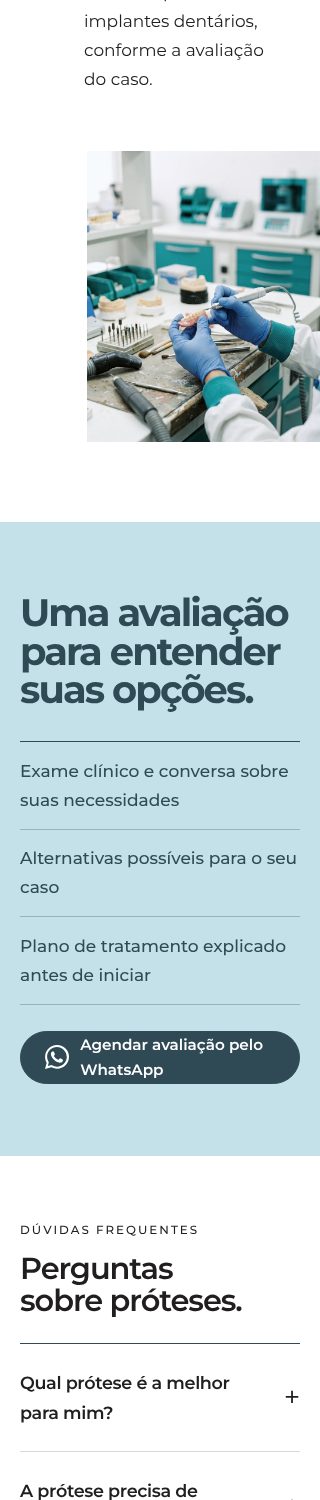 implantes dentários,
conforme a avaliação
do caso.
Uma avaliação
para entender
suas opções.
Exame clínico e conversa sobre
suas necessidades
Alternativas possíveis para o seu
caso
Plano de tratamento explicado
antes de iniciar
Agendar avaliação pelo
WhatsApp
DÚVIDAS FREQUENTES
Perguntas
sobre próteses.
Qual prótese é a melhor
para mim?
+
A prótese precisa de